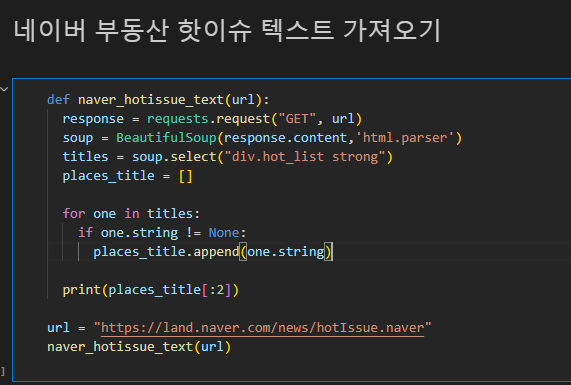 네이버 부동산 핫이슈 텍스트 가져오기
def naver_hotissue_text(url):
  response = requests.request("GET", url)
  soup = BeautifulSoup(response.content,'html.parser')
  titles = soup.select("div.hot_list strong")
  places_title = []

  for one in titles:
    if one.string != None:
      places_title.append(one.string)

  print(places_title[:2])

url = "https://land.naver.com/news/hotIssue.naver"
naver_hotissue_text(url)
]